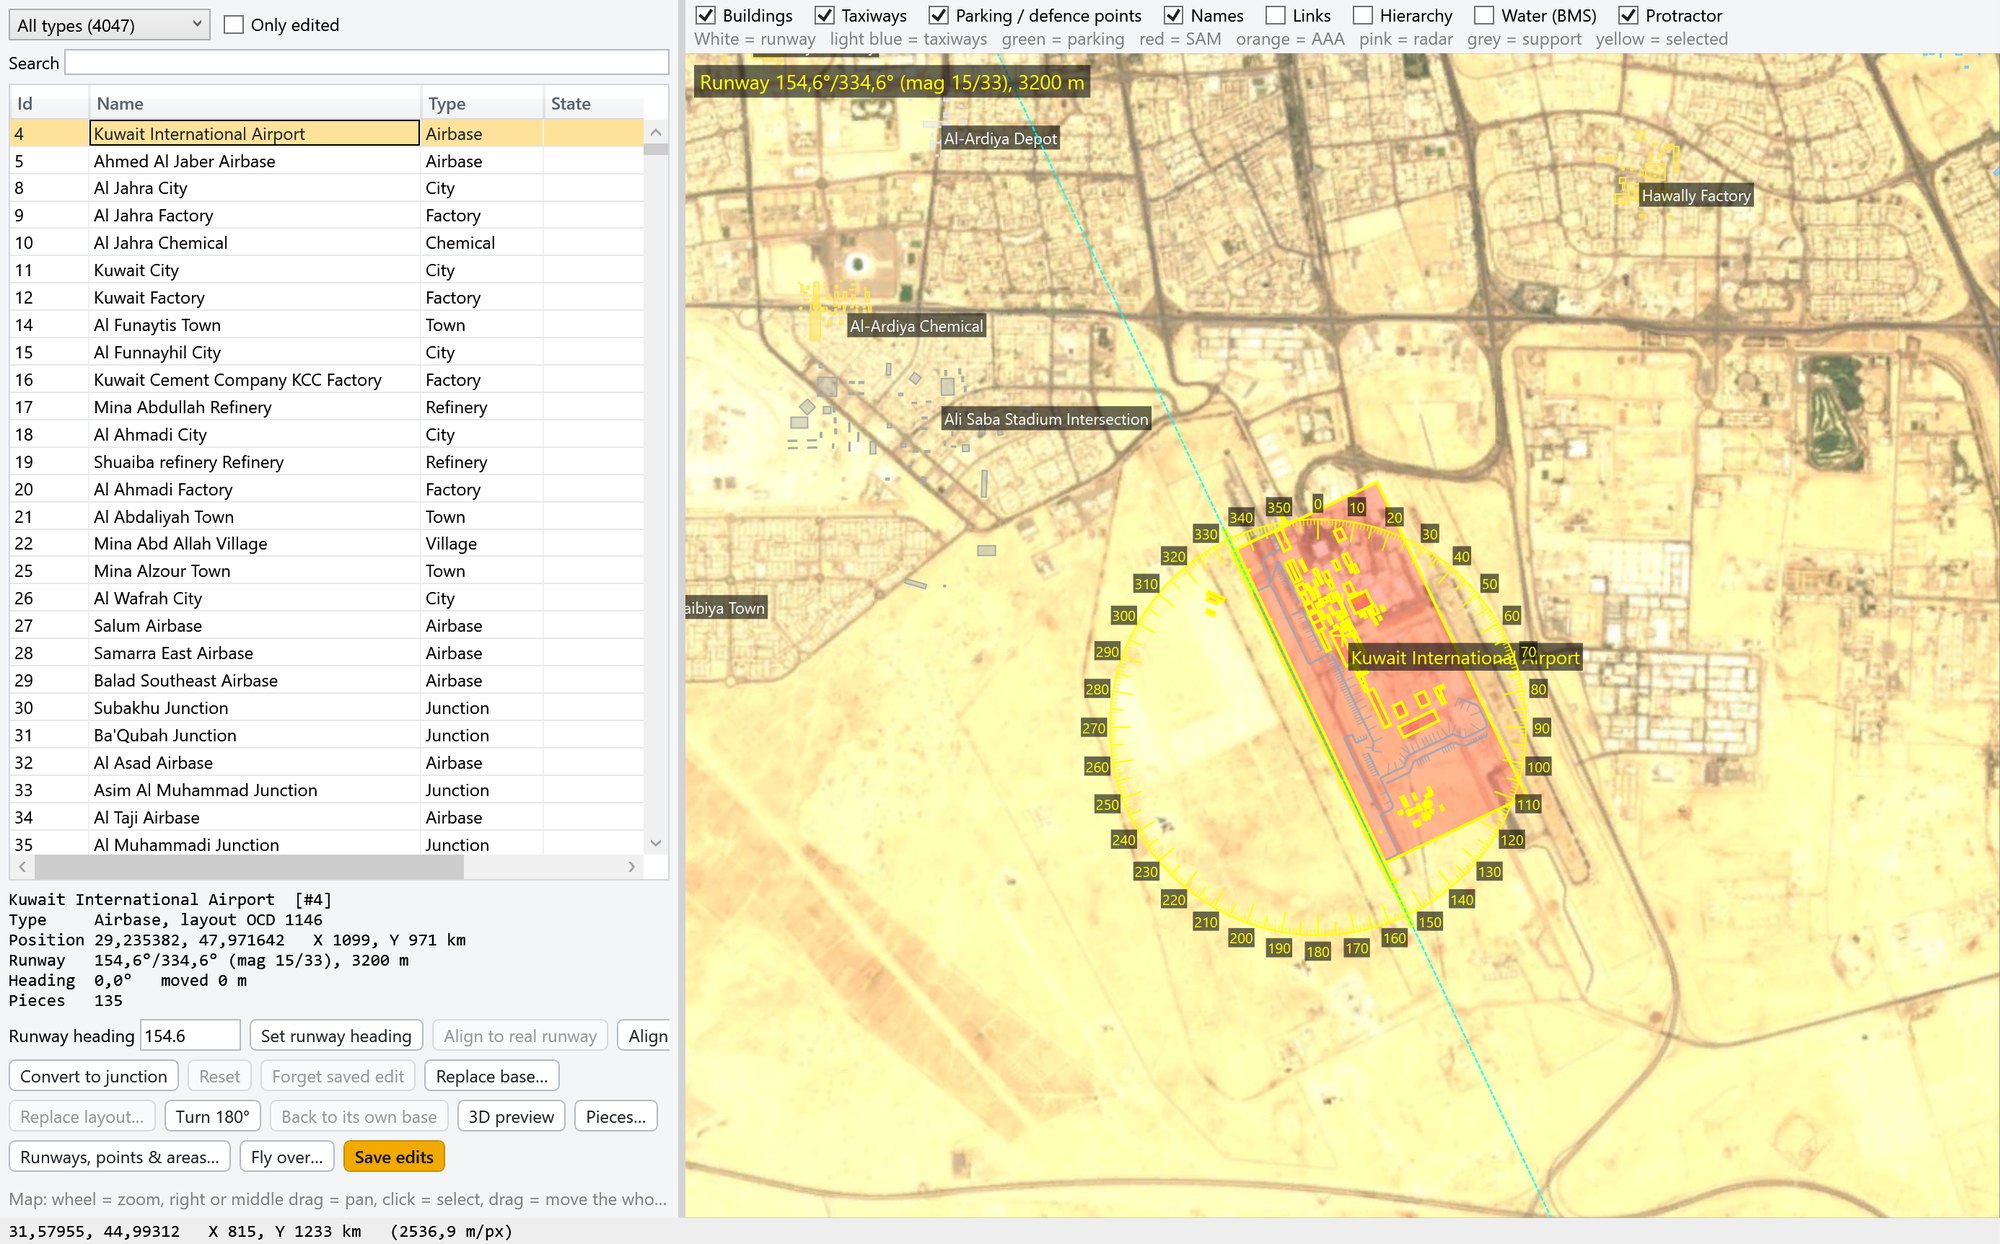 All types (4047)
Only edited
Search
Id Name Type State
4 Kuwait International Airport Airbase
5 Ahmed Al Jaber Airbase Airbase
8 Al Jahra City City
9 Al Jahra Factory Factory
10 Al Jahra Chemical Chemical
11 Kuwait City City
12 Kuwait Factory Factory
14 Al Funaytis Town Town
15 Al Funnayhil City City
16 Kuwait Cement Company KCC Factory Factory
17 Mina Abdullah Refinery Refinery
18 Al Ahmadi City City
19 Shuaiba refinery Refinery Refinery
20 Al Ahmadi Factory Factory
21 Al Abdaliyah Town Town
22 Mina Abd Allah Village Village
25 Mina Alzour Town Town
26 Al Wafrah City City
27 Salum Airbase Airbase
28 Samarra East Airbase Airbase
29 Balad Southeast Airbase Airbase
30 Subakhu Junction Junction
31 Ba'Qubah Junction Junction
32 Al Asad Airbase Airbase
33 Asim Al Muhammad Junction Junction
34 Al Taji Airbase Airbase
35 Al Muhammadi Junction Junction
Kuwait International Airport [#4]
Type Airbase, layout OCD 1146
Position 29,235382, 47,971642 X 1099, Y 971 km
Runway 154,6°/334,6° (mag 15/33), 3200 m
Heading 0,0° moved 0 m
Pieces 135
Runway heading 154.6 Set runway heading Align to real runway Align
Convert to junction Reset Forget saved edit Replace base...
Replace layout... Turn 180° Back to its own base 3D preview Pieces...
Runways, points & areas... Fly over... Save edits
Map: wheel = zoom, right or middle drag = pan, click = select, drag = move the who...
31,57955, 44,99312 X 815, Y 1233 km (2536,9 m/px)
Buildings Taxiways Parking / defence points Names Links Hierarchy Water (BMS) Protractor
White = runway light blue = taxiways green = parking red = SAM orange = AAA pink = radar grey = support yellow = selected
Runway 154,6°/334,6° (mag 15/33), 3200 m
Al-Ardiya Depot
Hawally Factory
Al-Ardiya Chemical
Ali Saba Stadium Intersection
aibiya Town
Kuwait International Airport
0
10
20
30
40
50
60
70
80
90
100
110
120
130
140
150
160
170
180
190
200
210
220
230
240
250
260
270
280
290
300
310
320
330
340
350